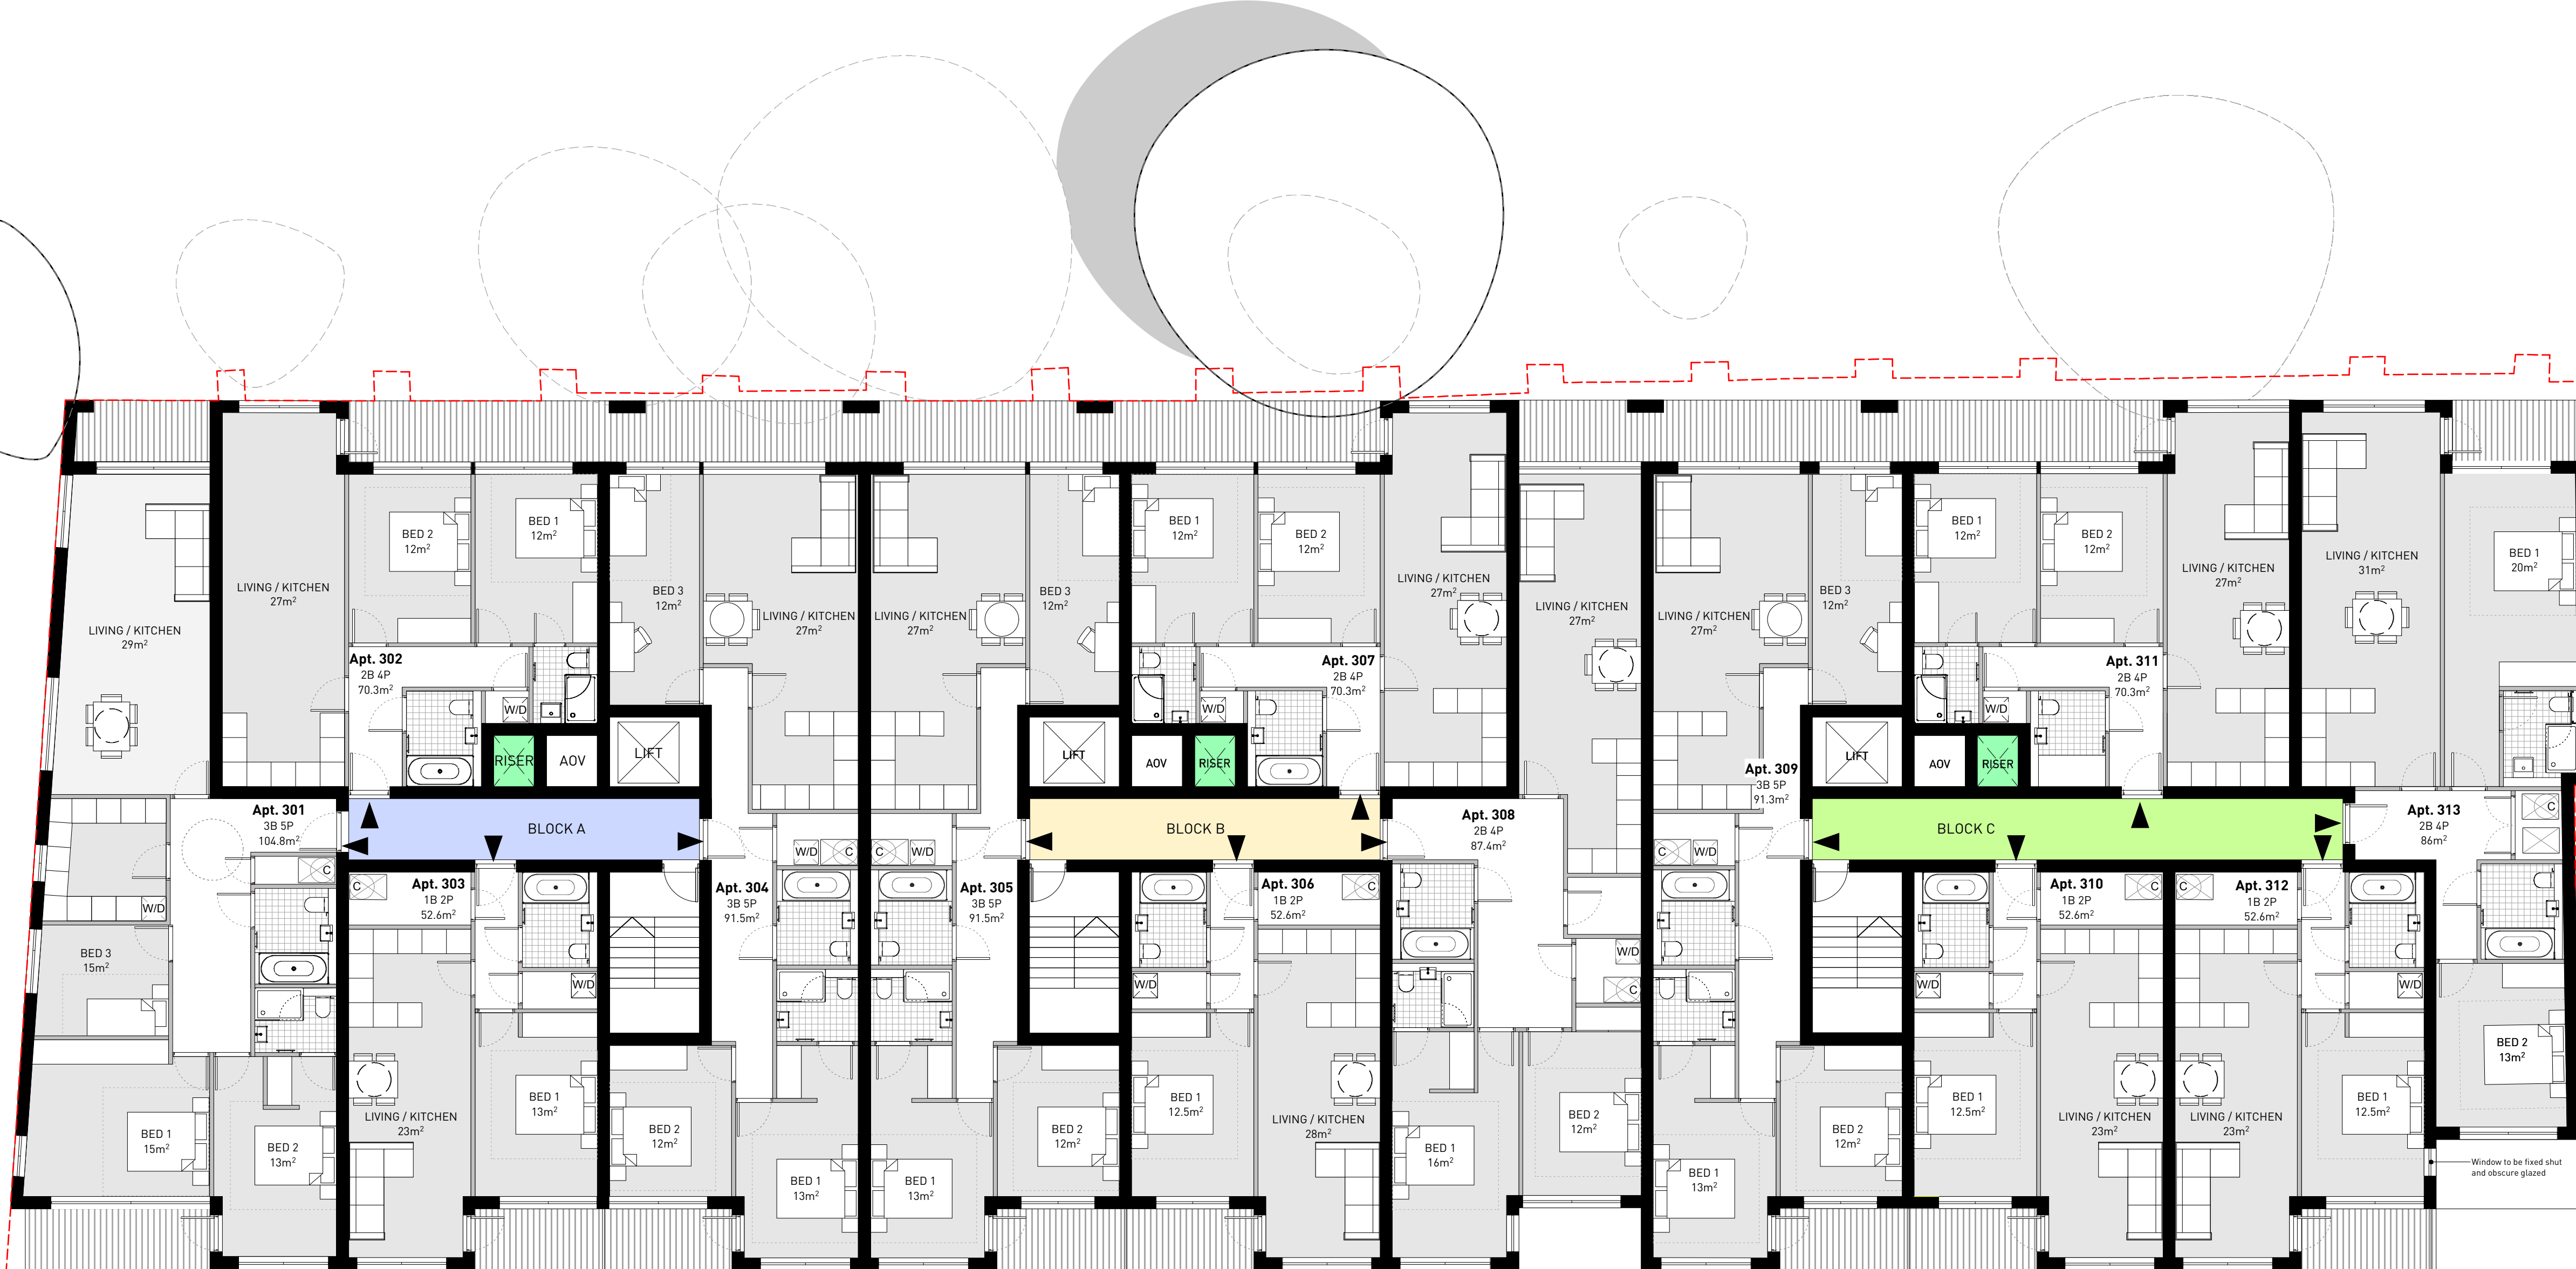 LIVING / KITCHEN
29m²
Apt. 301
3B 5P
104.8m²
C
W/D
BED 3
15m²
BED 1
15m²
BED 2
13m²
LIVING / KITCHEN
27m²
BED 2
12m²
BED 1
12m²
Apt. 302
2B 4P
70.3m²
W/D
RISER
AOV
LIFT
BLOCK A
C
Apt. 303
1B 2P
52.6m²
W/D
LIVING / KITCHEN
23m²
BED 1
13m²
BED 3
12m²
LIVING / KITCHEN
27m²
W/D
C
Apt. 304
3B 5P
91.5m²
BED 2
12m²
BED 1
13m²
LIVING / KITCHEN
27m²
BED 3
12m²
C
W/D
Apt. 305
3B 5P
91.5m²
BED 1
13m²
BED 2
12m²
BED 1
12m²
BED 2
12m²
LIVING / KITCHEN
27m²
Apt. 307
2B 4P
70.3m²
W/D
LIFT
AOV
RISER
BLOCK B
Apt. 306
1B 2P
52.6m²
C
W/D
BED 1
12.5m²
LIVING / KITCHEN
28m²
LIVING / KITCHEN
27m²
Apt. 308
2B 4P
87.4m²
W/D
C
BED 1
16m²
BED 2
12m²
LIVING / KITCHEN
27m²
BED 3
12m²
Apt. 309
3B 5P
91.3m²
C
W/D
BED 1
13m²
BED 2
12m²
BED 1
12m²
BED 2
12m²
LIVING / KITCHEN
27m²
Apt. 311
2B 4P
70.3m²
W/D
LIFT
AOV
RISER
BLOCK C
Apt. 310
1B 2P
52.6m²
C
W/D
BED 1
12.5m²
LIVING / KITCHEN
23m²
C
Apt. 312
1B 2P
52.6m²
W/D
LIVING / KITCHEN
23m²
BED 1
12.5m²
LIVING / KITCHEN
31m²
BED 1
20m²
Apt. 313
2B 4P
86m²
C
BED 2
13m²
Window to be fixed shut
and obscure glazed